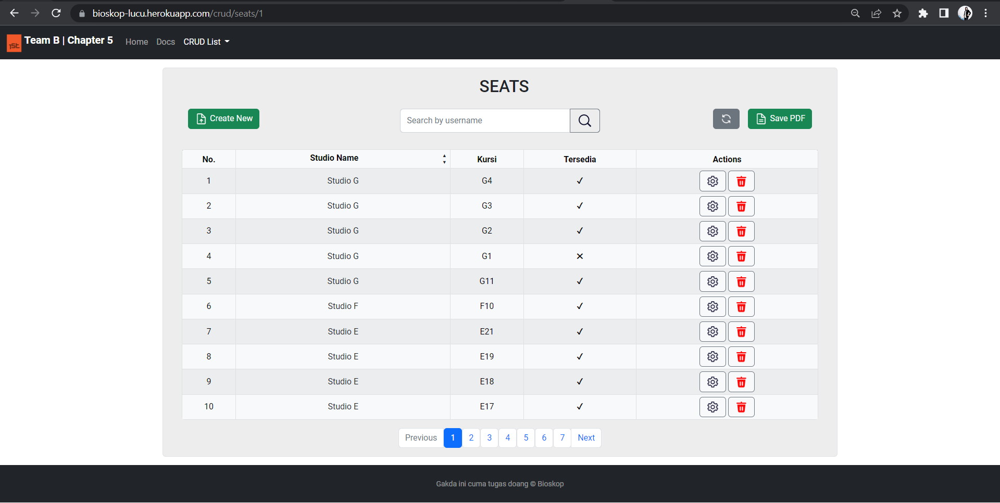 bioskop-lucu.herokuapp.com/crud/seats/1
1St
Team B | Chapter 5 Home Docs CRUD List
SEATS
Create New Search by username Save PDF
No. Studio Name Kursi Tersedia Actions
1 Studio G G4 ✓
2 Studio G G3 ✓
3 Studio G G2 ✓
4 Studio G G1 ✕
5 Studio G G11 ✓
6 Studio F F10 ✓
7 Studio E E21 ✓
8 Studio E E19 ✓
9 Studio E E18 ✓
10 Studio E E17 ✓
Previous 1 2 3 4 5 6 7 Next
Gakda ini cuma tugas doang © Bioskop